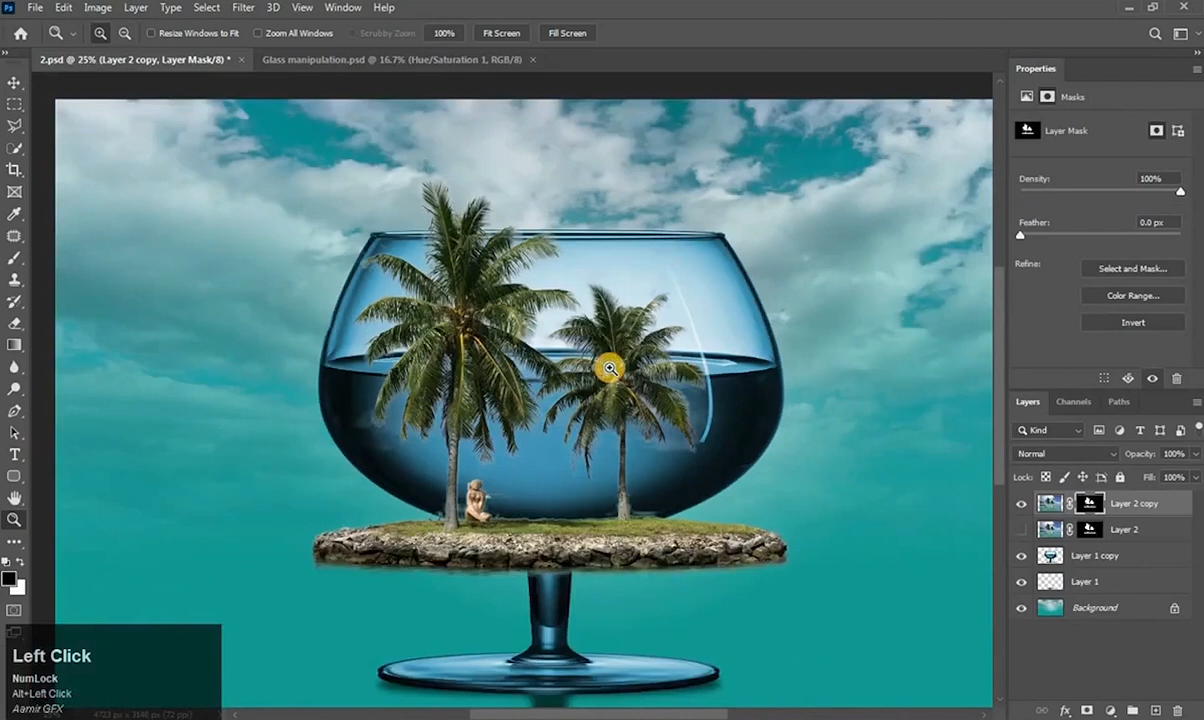 Ps File Edit Image Layer Type Select Filter 3D View Window Help
Resize Windows to Fit Zoom All Windows Scrubby Zoom 100% Fit Screen Fill Screen
2.psd @ 25% (Layer 2 copy, Layer Mask/8) * × Glass manipulation.psd @ 16.7% (Hue/Saturation 1, RGB/8) ×
Properties
Masks
Layer Mask
Density: 100%
Feather: 0.0 px
Refine: Select and Mask...
Color Range...
Invert
Layers Channels Paths
Kind
Normal Opacity: 100%
Lock: Fill: 100%
Layer 2 copy
Layer 2
Layer 1 copy
Layer 1
Background
Left Click
NumLock
Alt+Left Click
Aamir GFX